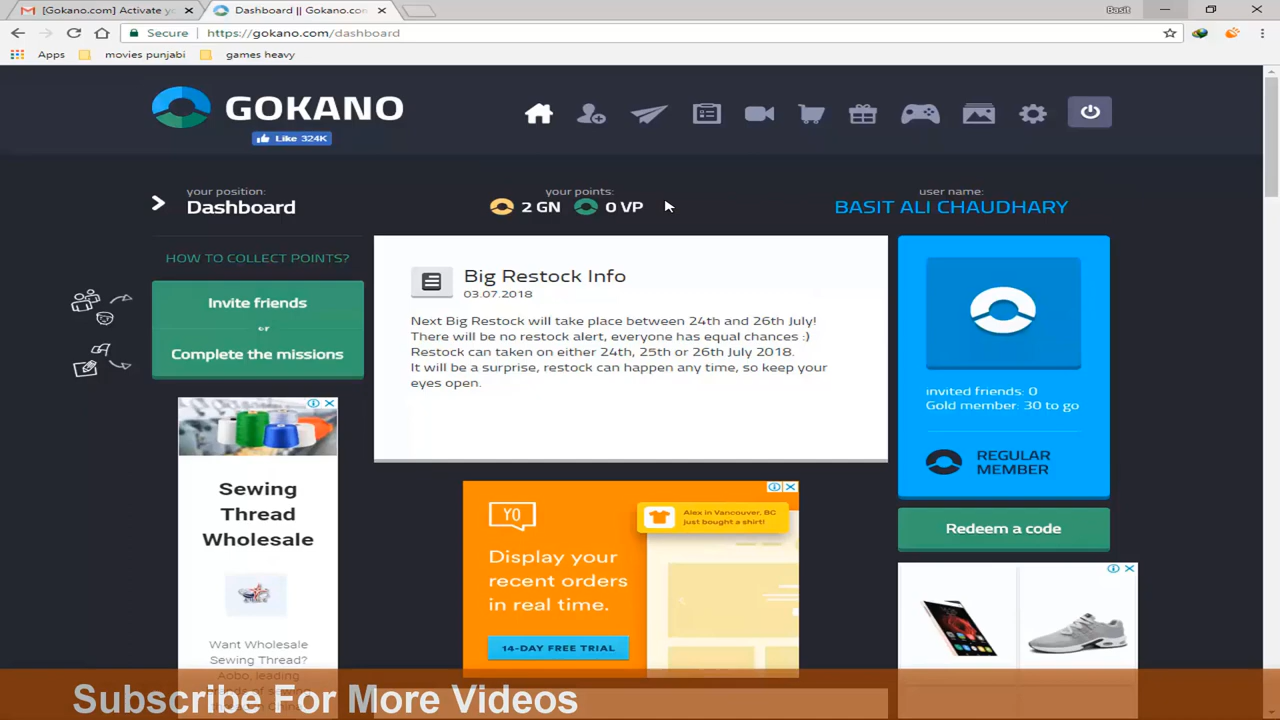 [Gokano.com] Activate y
Dashboard || Gokano.com
Basit
Secure
https://gokano.com/dashboard
Apps
movies punjabi
games heavy
GOKANO
Like 324K
your position:
Dashboard
your points:
2 GN
0 VP
user name:
BASIT ALI CHAUDHARY
HOW TO COLLECT POINTS?
Invite friends
or
Complete the missions
Big Restock Info
03.07.2018
Next Big Restock will take place between 24th and 26th July!
There will be no restock alert, everyone has equal chances :)
Restock can taken on either 24th, 25th or 26th July 2018.
It will be a surprise, restock can happen any time, so keep your
eyes open.
invited friends: 0
Gold member: 30 to go
REGULAR
MEMBER
Redeem a code
Sewing
Thread
Wholesale
Want Wholesale
Sewing Thread?
Aobo, leading
YO
Alex in Vancouver, BC
just bought a shirt!
Display your
recent orders
in real time.
14-DAY FREE TRIAL
Subscribe For More Videos